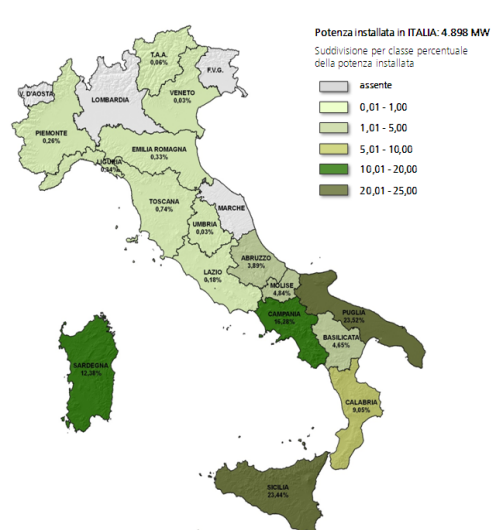 Potenza installata in ITALIA: 4.898 MW
Suddivisione per classe percentuale
della potenza installata
assente
0,01 - 1,00
1,01 - 5,00
5,01 - 10,00
10,01 - 20,00
20,01 - 25,00
T.A.A.
0,06%
F.V.G.
V. D'AOSTA
LOMBARDIA
VENETO
0,03%
PIEMONTE
0,26%
EMILIA ROMAGNA
0,33%
LIGURIA
TOSCANA
0,74%
MARCHE
UMBRIA
0,03%
ABRUZZO
3,89%
LAZIO
0,18%
MOLISE
4,84%
CAMPANIA
16,38%
PUGLIA
23,52%
BASILICATA
4,65%
SARDEGNA
12,38%
CALABRIA
9,05%
SICILIA
23,44%